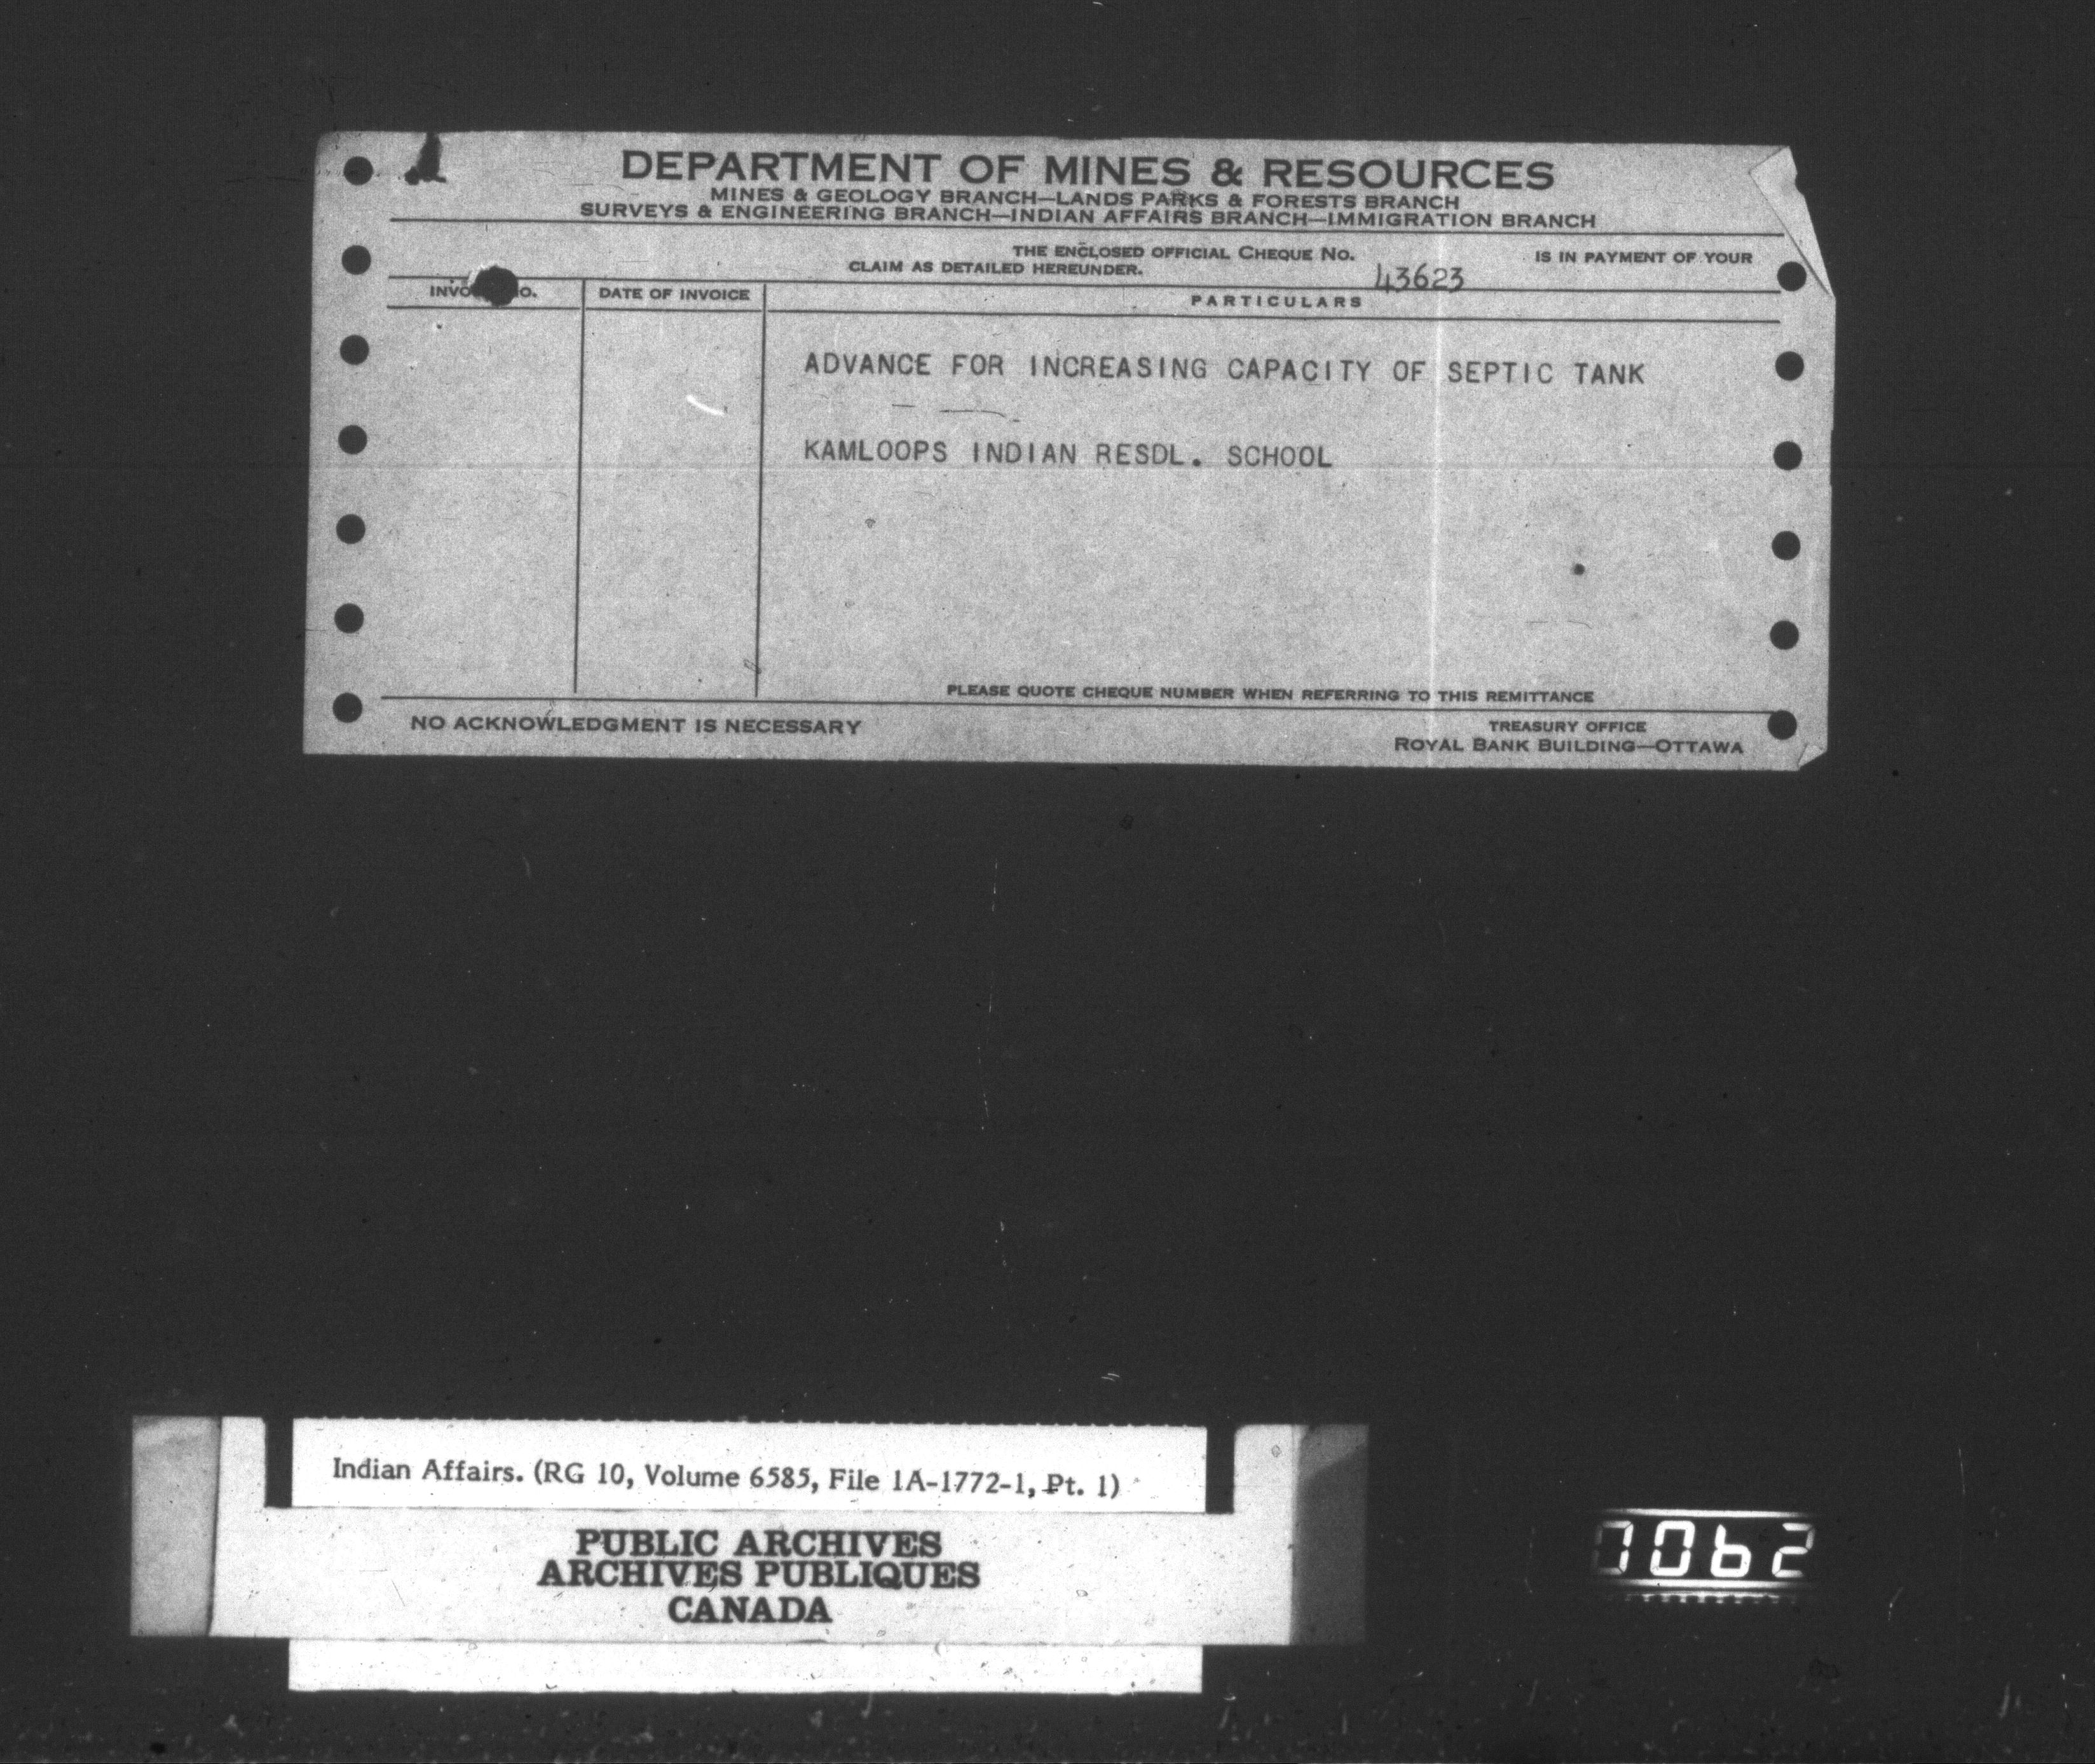 DEPARTMENT OF MINES & RESOURCES
MINES & GEOLOGY BRANCH—LANDS PARKS & FORESTS BRANCH
SURVEYS & ENGINEERING BRANCH—INDIAN AFFAIRS BRANCH—IMMIGRATION BRANCH
THE ENCLOSED OFFICIAL CHEQUE NO. 43623 IS IN PAYMENT OF YOUR
CLAIM AS DETAILED HEREUNDER.
DATE OF INVOICE PARTICULARS
ADVANCE FOR INCREASING CAPACITY OF SEPTIC TANK
KAMLOOPS INDIAN RESDL. SCHOOL
PLEASE QUOTE CHEQUE NUMBER WHEN REFERRING TO THIS REMITTANCE
NO ACKNOWLEDGMENT IS NECESSARY
TREASURY OFFICE
ROYAL BANK BUILDING—OTTAWA
Indian Affairs. (RG 10, Volume 6585, File 1A-1772-1, Pt. 1)
PUBLIC ARCHIVES
ARCHIVES PUBLIQUES
CANADA
7062